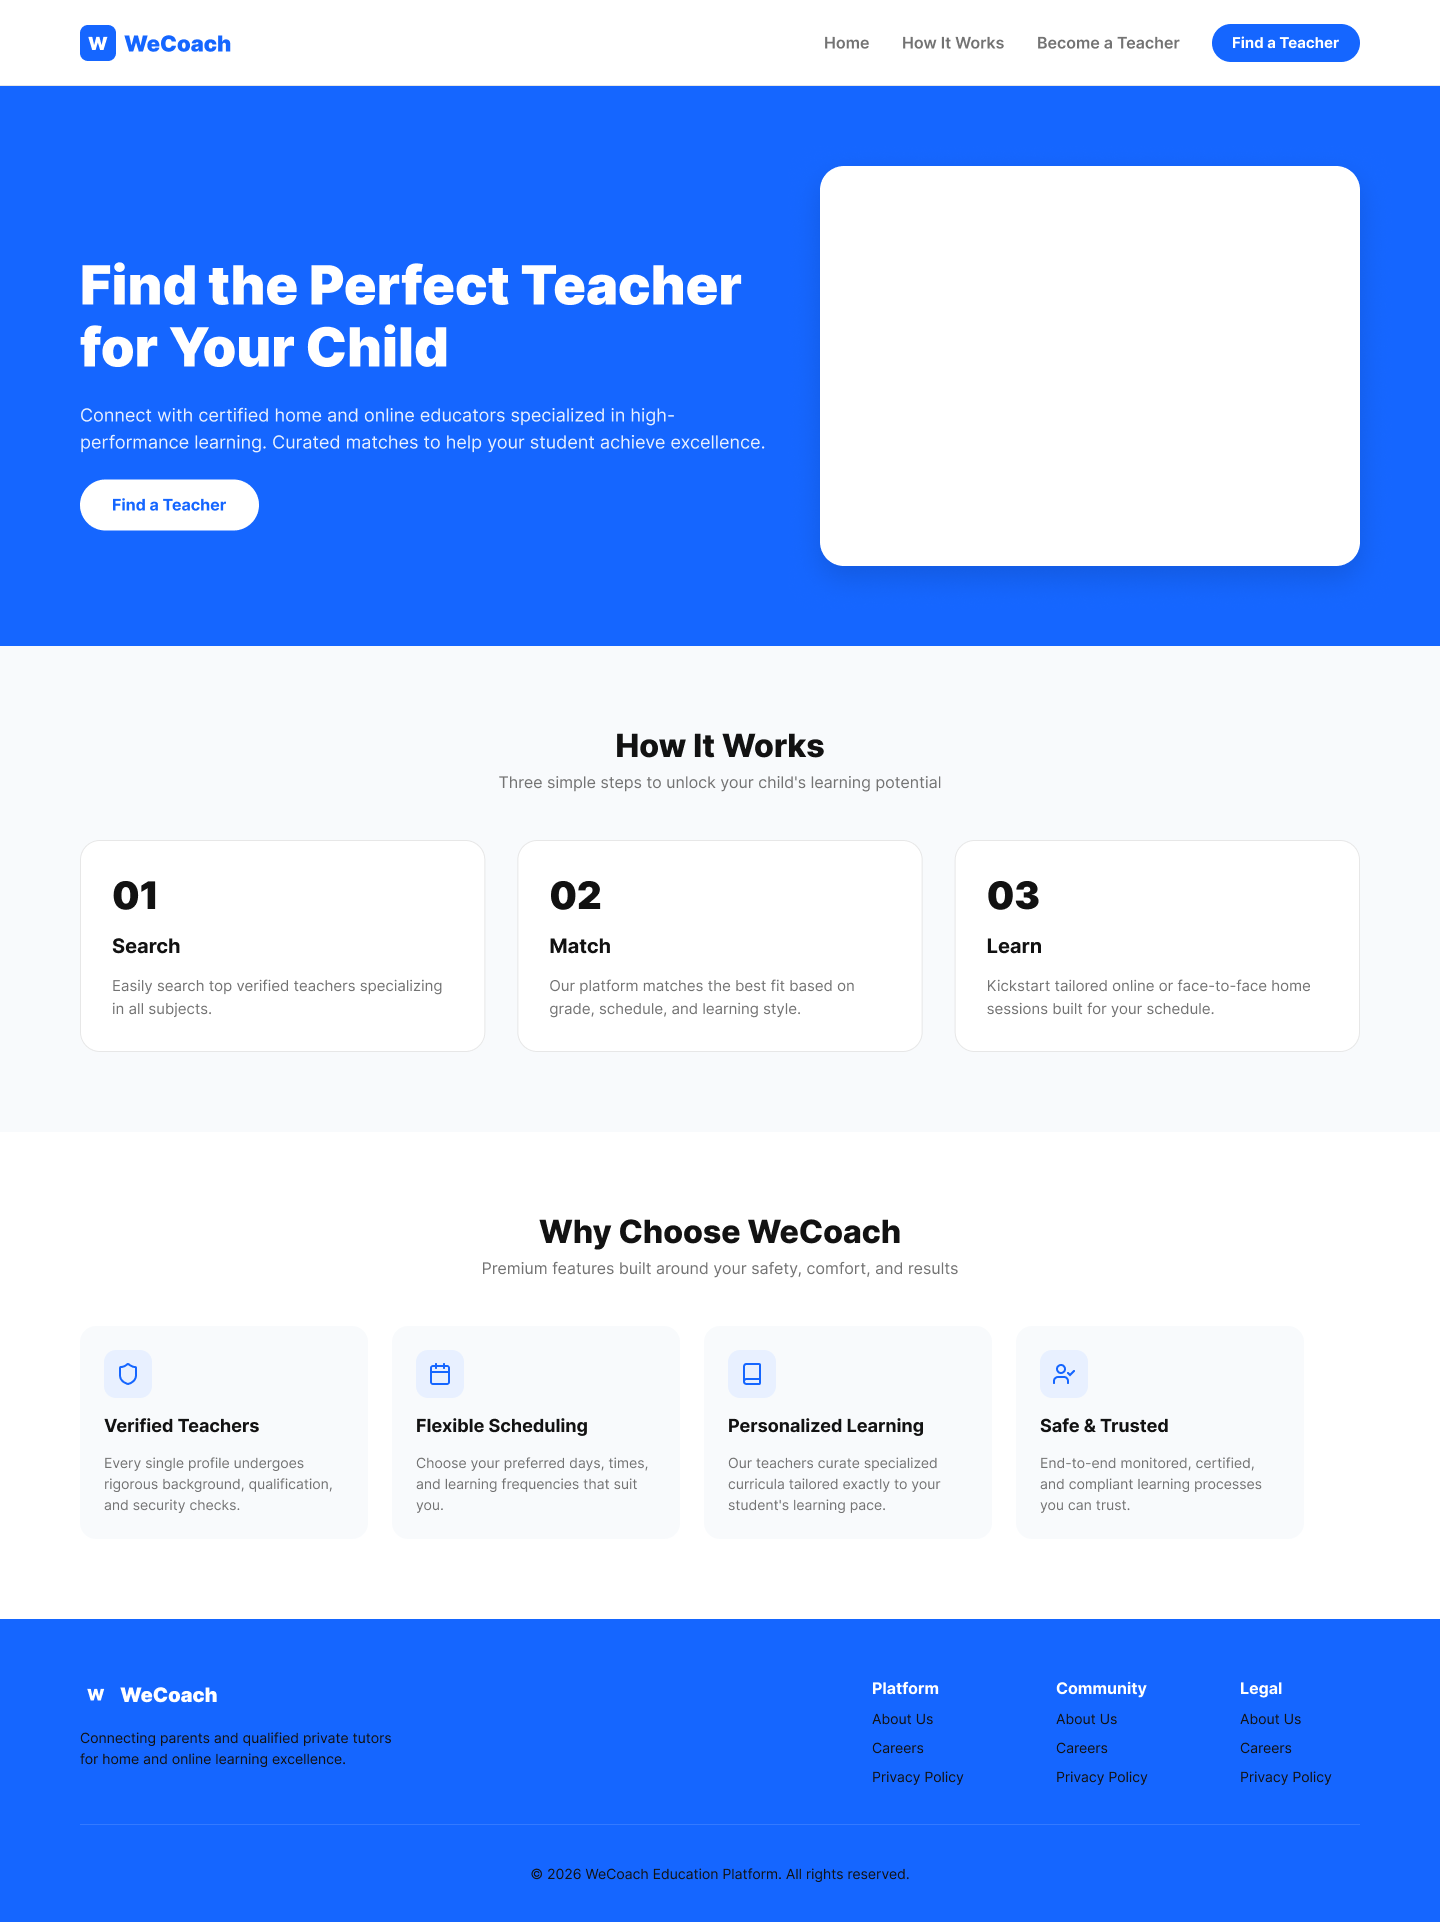 W WeCoach
Home How It Works Become a Teacher Find a Teacher
Find the Perfect Teacher
for Your Child
Connect with certified home and online educators specialized in high-
performance learning. Curated matches to help your student achieve excellence.
Find a Teacher
How It Works
Three simple steps to unlock your child's learning potential
01
Search
Easily search top verified teachers specializing
in all subjects.
02
Match
Our platform matches the best fit based on
grade, schedule, and learning style.
03
Learn
Kickstart tailored online or face-to-face home
sessions built for your schedule.
Why Choose WeCoach
Premium features built around your safety, comfort, and results
Verified Teachers
Every single profile undergoes
rigorous background, qualification,
and security checks.
Flexible Scheduling
Choose your preferred days, times,
and learning frequencies that suit
you.
Personalized Learning
Our teachers curate specialized
curricula tailored exactly to your
student's learning pace.
Safe & Trusted
End-to-end monitored, certified,
and compliant learning processes
you can trust.
W WeCoach
Connecting parents and qualified private tutors
for home and online learning excellence.
Platform
About Us
Careers
Privacy Policy
Community
About Us
Careers
Privacy Policy
Legal
About Us
Careers
Privacy Policy
© 2026 WeCoach Education Platform. All rights reserved.